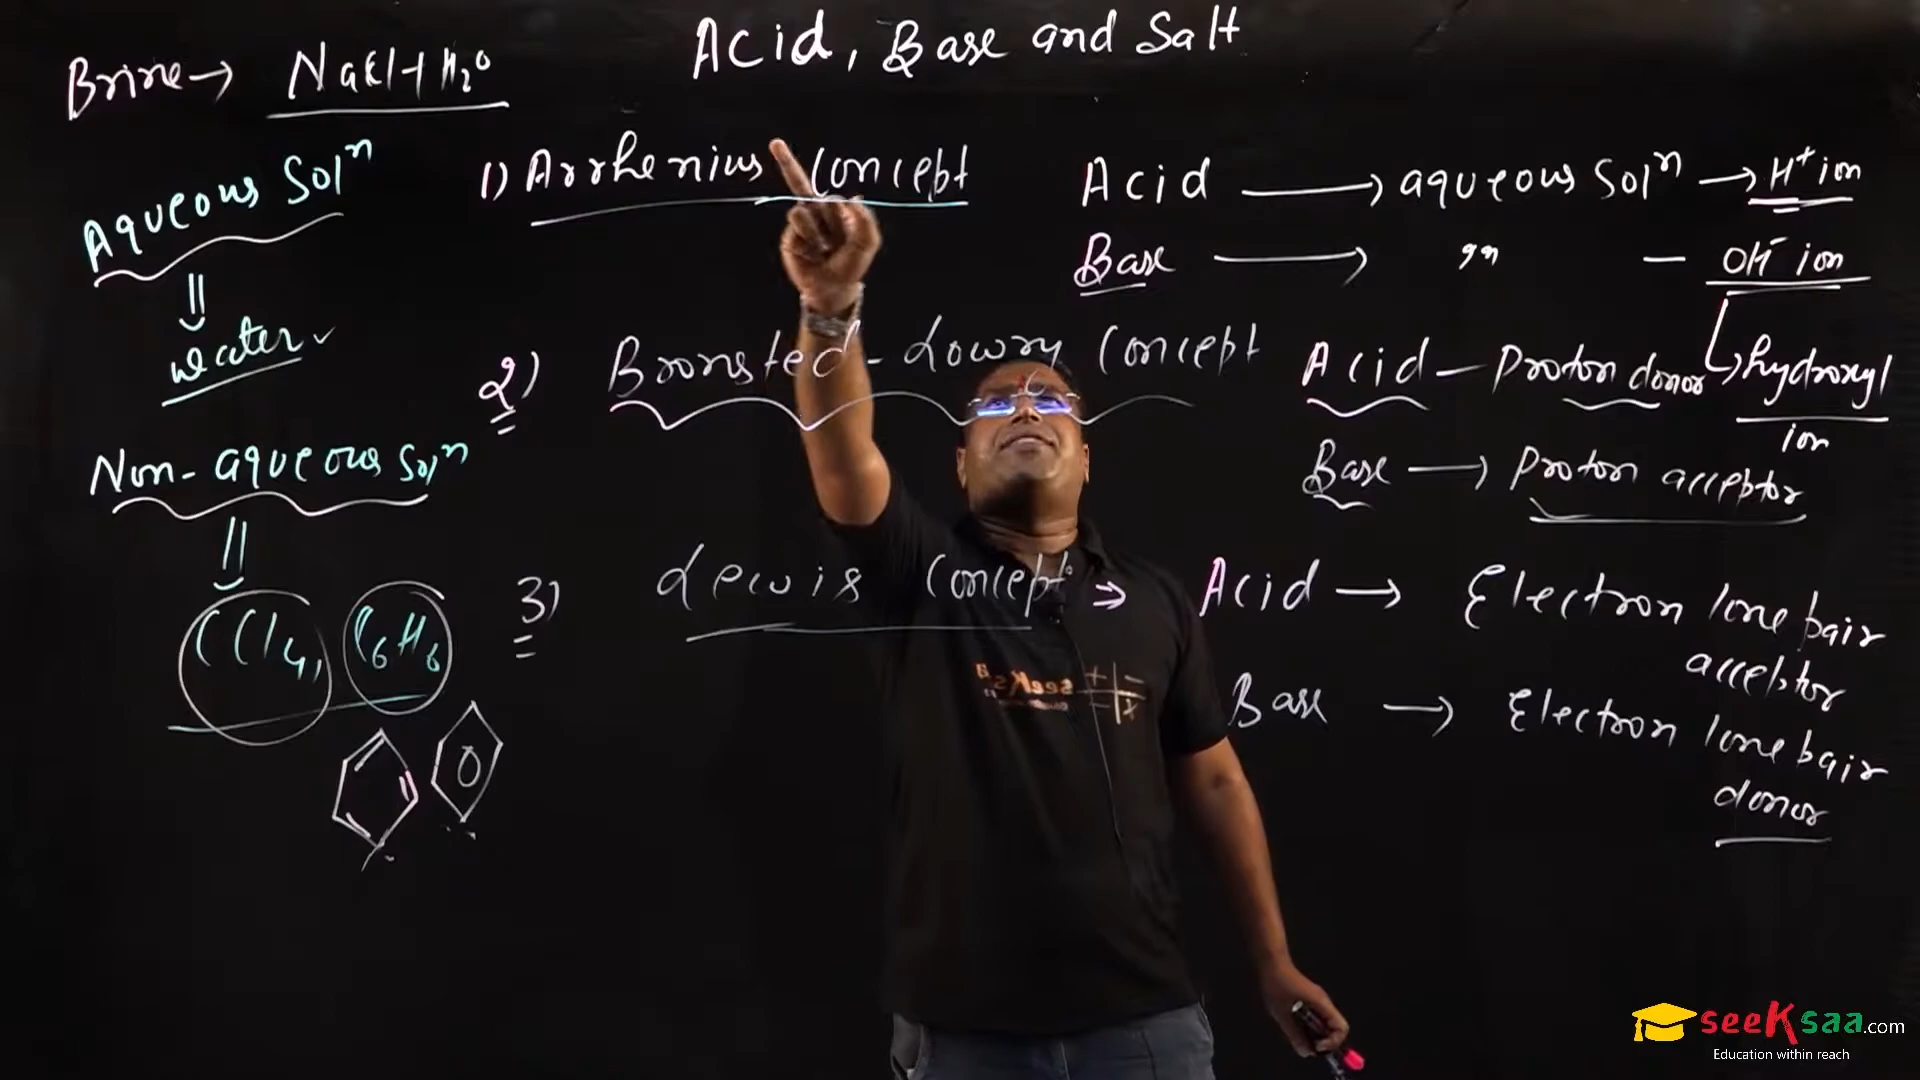 Acid, Base and Salt
Brine → NaCl + H₂O
Aqueous Solⁿ
water ✓
Non-aqueous solⁿ
CCl₄, C₆H₆
1) Arrhenius Concept
Acid → aqueous Solⁿ → H⁺ ion
Base → ,, ,, — OH⁻ ion
hydroxyl
ion
2) Bronsted-Lowry Concept
Acid — Proton donor
Base → Proton acceptor
3) Lewis Concept ⇒ Acid → Electron lone pair
acceptor
Base → Electron lone pair
donor
seeKsaa
seeKsaa.com
Education within reach